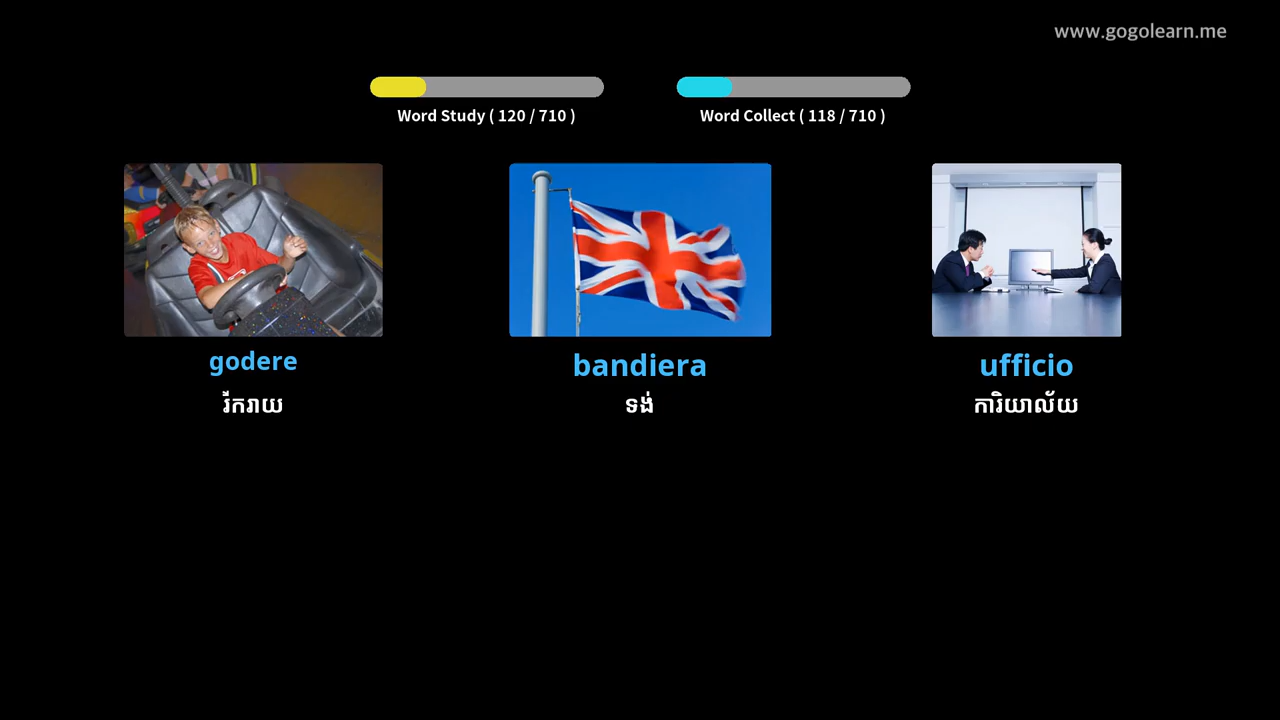 www.gogolearn.me
Word Study ( 120 / 710 )
Word Collect ( 118 / 710 )
godere
bandiera
ufficio
រីករាយ
ទង់
ការិយាល័យ